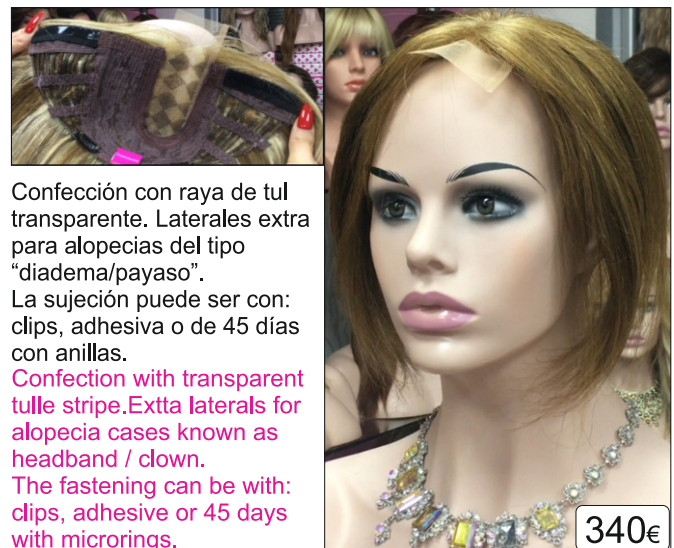 Confección con raya de tul
transparente. Laterales extra
para alopecias del tipo
“diadema/payaso”.
La sujeción puede ser con:
clips, adhesiva o de 45 días
con anillas.
Confection with transparent
tulle stripe.Extta laterals for
alopecia cases known as
headband / clown.
The fastening can be with:
clips, adhesive or 45 days
with microrings.
340€